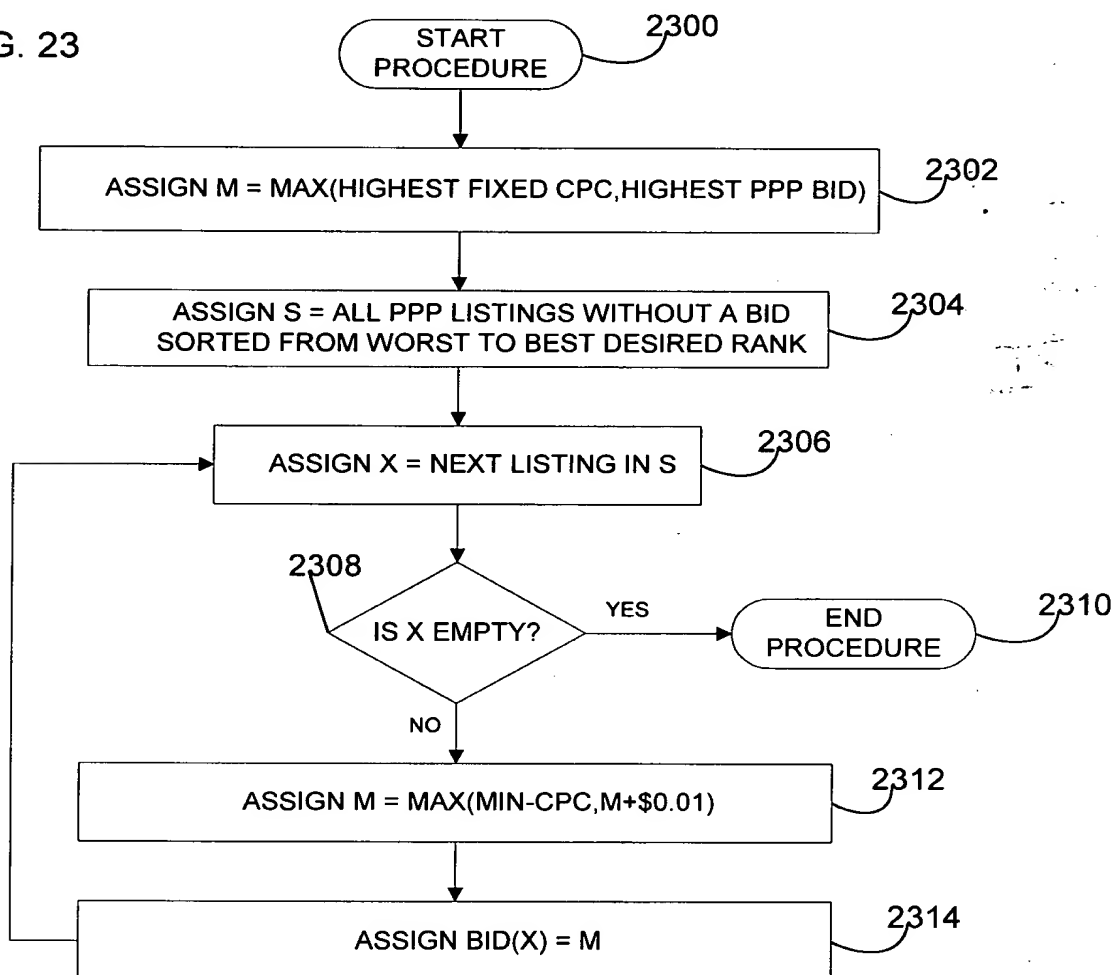 G. 23
START
PROCEDURE
2300
ASSIGN M = MAX(HIGHEST FIXED CPC,HIGHEST PPP BID)
2302
ASSIGN S = ALL PPP LISTINGS WITHOUT A BID
SORTED FROM WORST TO BEST DESIRED RANK
2304
ASSIGN X = NEXT LISTING IN S
2306
2308
IS X EMPTY?
YES
END
PROCEDURE
2310
NO
ASSIGN M = MAX(MIN-CPC,M+$0.01)
2312
ASSIGN BID(X) = M
2314